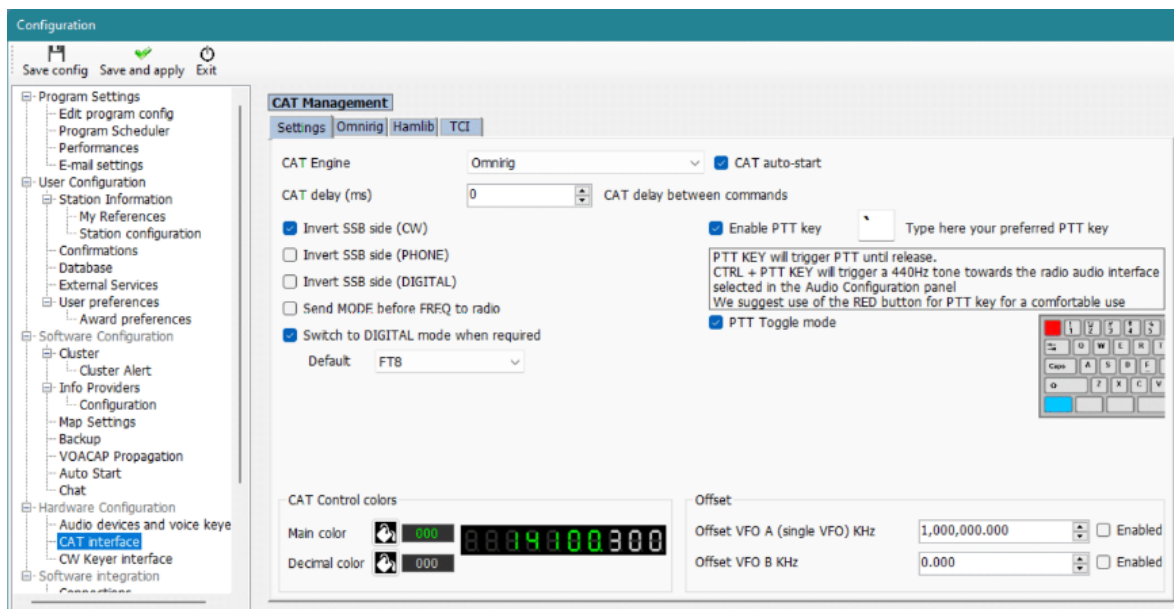 Configuration
Save config Save and apply Exit
Program Settings
Edit program config
Program Scheduler
Performances
E-mail settings
User Configuration
Station Information
My References
Station configuration
Confirmations
Database
External Services
User preferences
Award preferences
Software Configuration
Cluster
Cluster Alert
Info Providers
Configuration
Map Settings
Backup
VOACAP Propagation
Auto Start
Chat
Hardware Configuration
Audio devices and voice keye
CAT interface
CW Keyer interface
Software integration
CAT Management
Settings Omnirig Hamlib TCI
CAT Engine Omnirig CAT auto-start
CAT delay (ms) 0 CAT delay between commands
Invert SSB side (CW)
Invert SSB side (PHONE)
Invert SSB side (DIGITAL)
Send MODE before FREQ to radio
Switch to DIGITAL mode when required
Default FT8
Enable PTT key ` Type here your preferred PTT key
PTT KEY will trigger PTT until release.
CTRL + PTT KEY will trigger a 440Hz tone towards the radio audio interface
selected in the Audio Configuration panel
We suggest use of the RED button for PTT key for a comfortable use
PTT Toggle mode
Caps A S D F
Z X C V
CAT Control colors
Main color 000
Decimal color 000
14100300
Offset
Offset VFO A (single VFO) KHz 1,000,000.000 Enabled
Offset VFO B KHz 0.000 Enabled